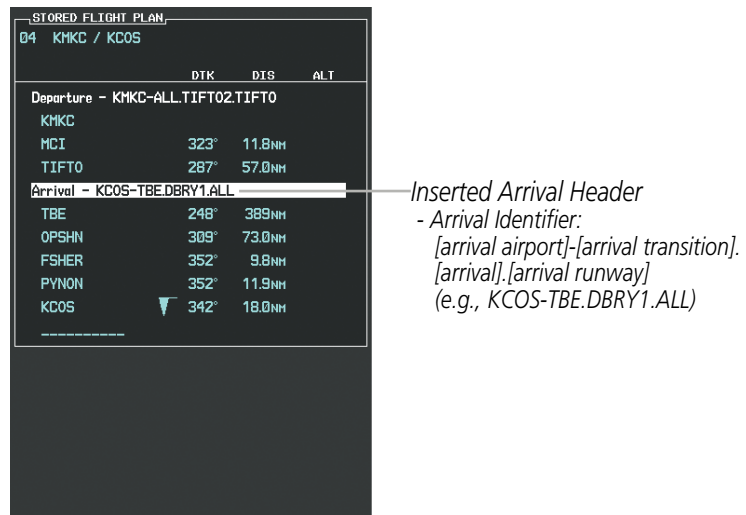 STORED FLIGHT PLAN
04 KMKC / KCOS
DTK DIS ALT
Departure - KMKC-ALL.TIFTO2.TIFTO
KMKC
MCI 323° 11.8NM
TIFTO 287° 57.0NM
Arrival - KCOS-TBE.DBRY1.ALL
TBE 248° 389NM
OPSHN 309° 73.0NM
FSHER 352° 9.8NM
PYNON 352° 11.9NM
KCOS 342° 18.0NM
__________
Inserted Arrival Header
- Arrival Identifier:
[arrival airport]-[arrival transition].
[arrival].[arrival runway]
(e.g., KCOS-TBE.DBRY1.ALL)